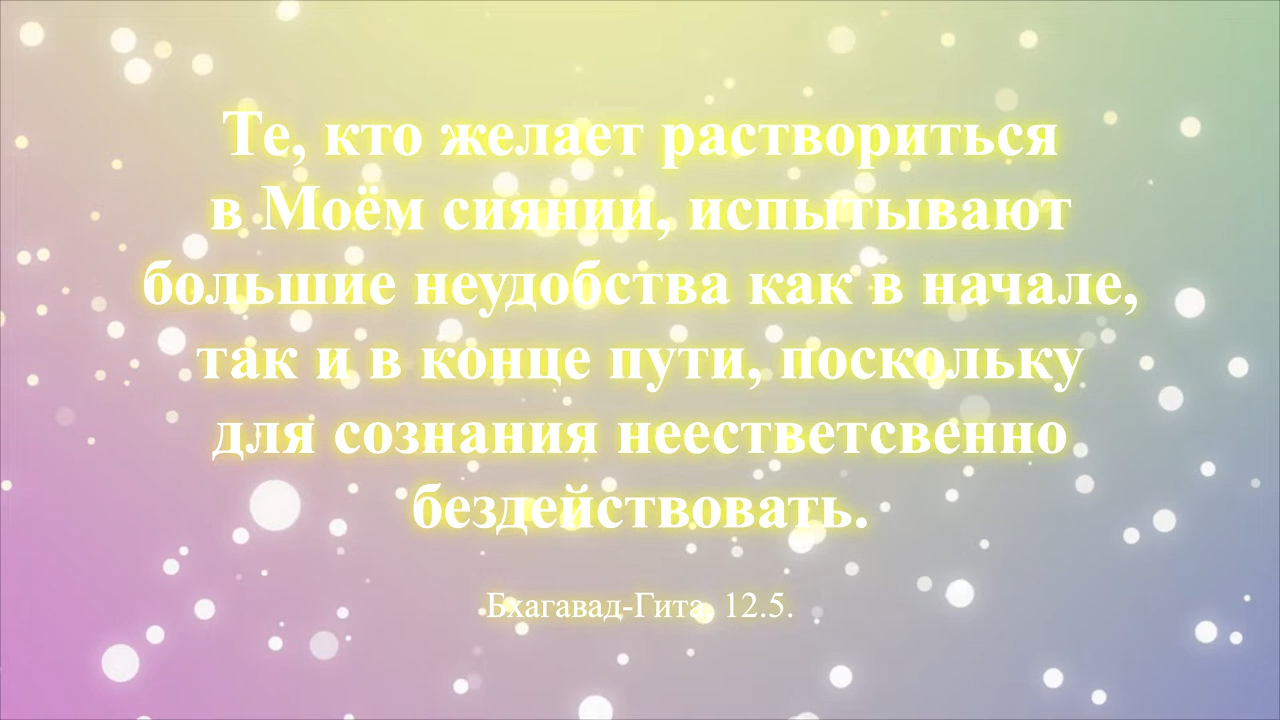 Те, кто желает раствориться
в Моём сиянии, испытывают
большие неудобства как в начале,
так и в конце пути, поскольку
для сознания неестветсвенно
бездействовать.
Бхагавад-Гита, 12.5.